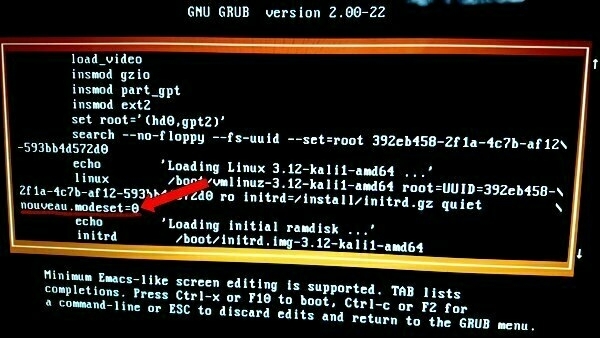 GNU GRUB  version 2.00-22
load_video
insmod gzio
insmod part_gpt
insmod ext2
set root='(hd0,gpt2)'
search --no-floppy --fs-uuid --set=root 392eb458-2f1a-4c7b-af12\
-593bb4d572d0
echo    'Loading Linux 3.12-kali1-amd64 ...'
linux   /boot/vmlinuz-3.12-kali1-amd64 root=UUID=392eb458-\
2f1a-4c7b-af12-593bb4d572d0 ro initrd=/install/initrd.gz quiet
nouveau.modeset=0
echo    'Loading initial ramdisk ...'
initrd  /boot/initrd.img-3.12-kali1-amd64
Minimum Emacs-like screen editing is supported. TAB lists
completions. Press Ctrl-x or F10 to boot, Ctrl-c or F2 for
a command-line or ESC to discard edits and return to the GRUB menu.